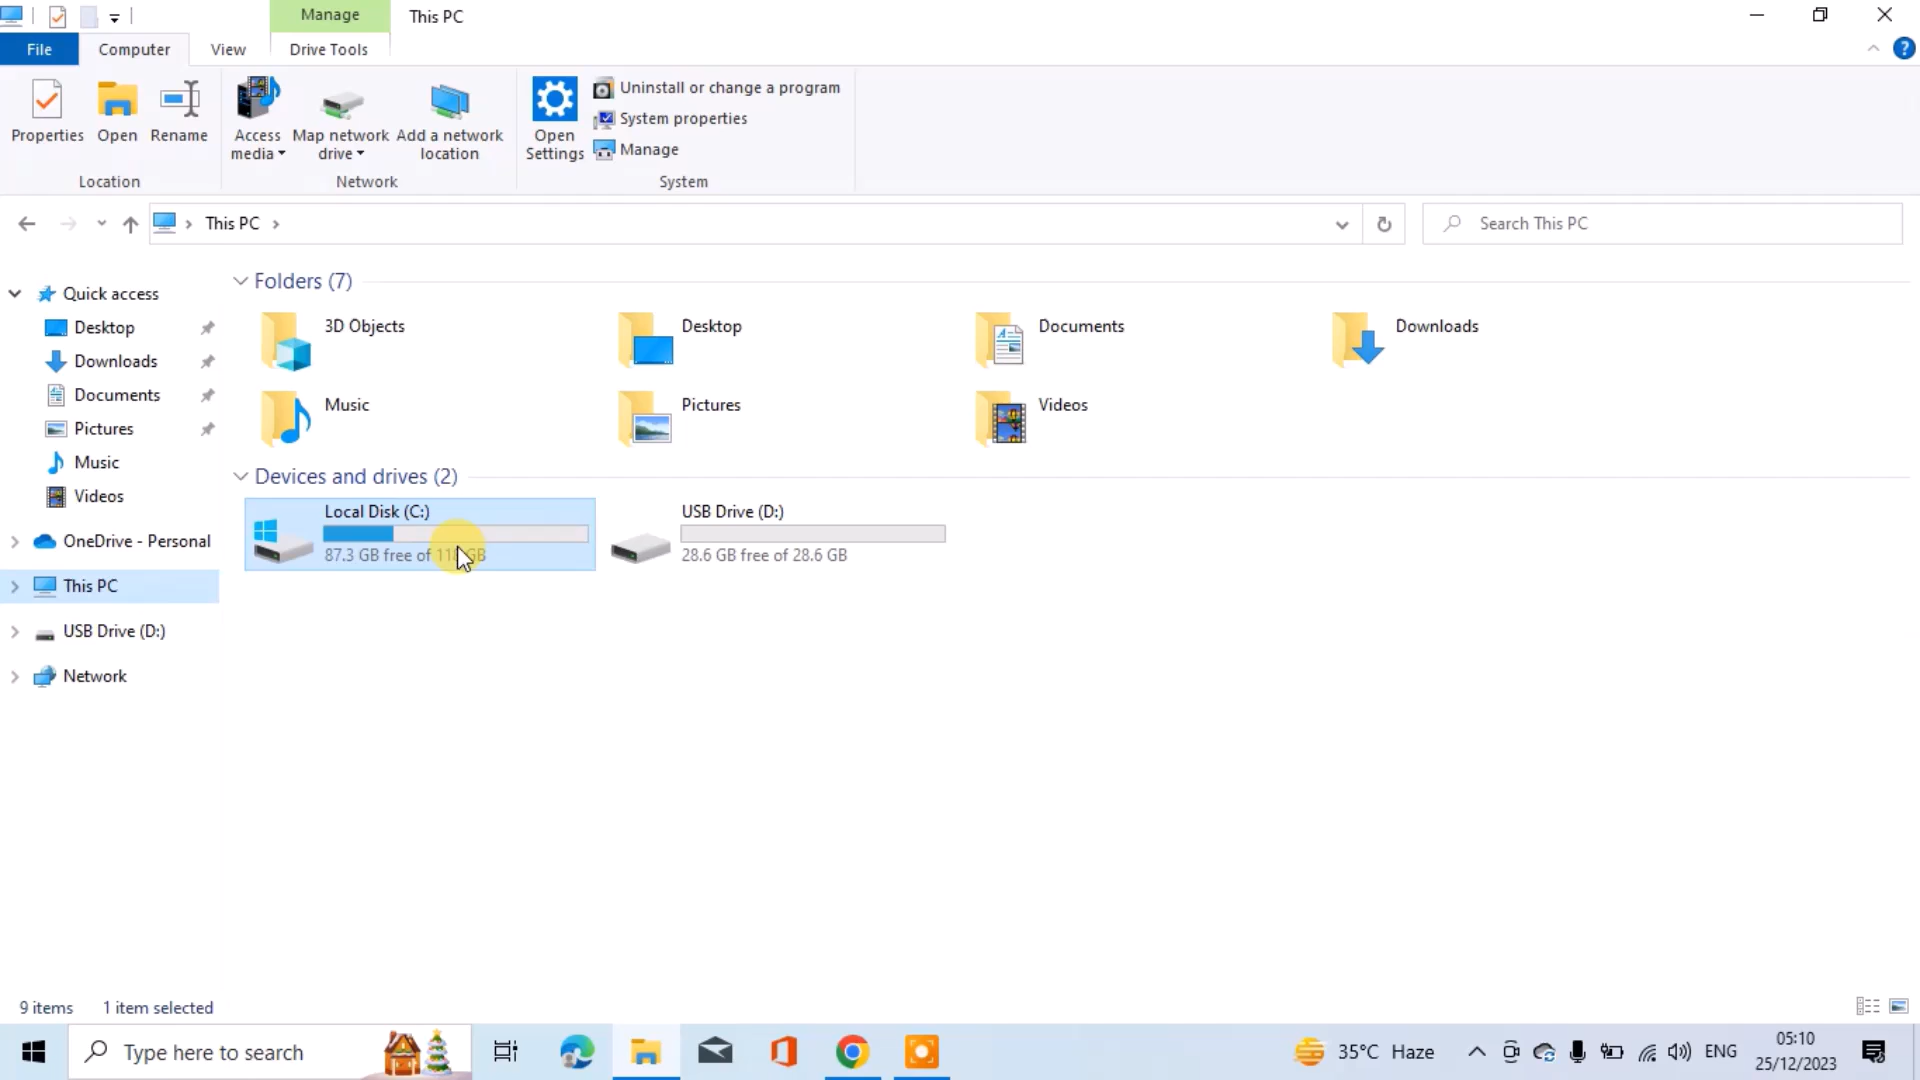 Manage
This PC
File
Computer
View
Drive Tools
Properties
Open
Rename
Access
media
Map network
drive
Add a network
location
Open
Settings
Uninstall or change a program
System properties
Manage
Location
Network
System
This PC
Search This PC
Quick access
Desktop
Downloads
Documents
Pictures
Music
Videos
OneDrive - Personal
This PC
USB Drive (D:)
Network
Folders (7)
3D Objects
Desktop
Documents
Downloads
Music
Pictures
Videos
Devices and drives (2)
Local Disk (C:)
87.3 GB free of 118 GB
USB Drive (D:)
28.6 GB free of 28.6 GB
9 items
1 item selected
Type here to search
35°C Haze
ENG
05:10
25/12/2023